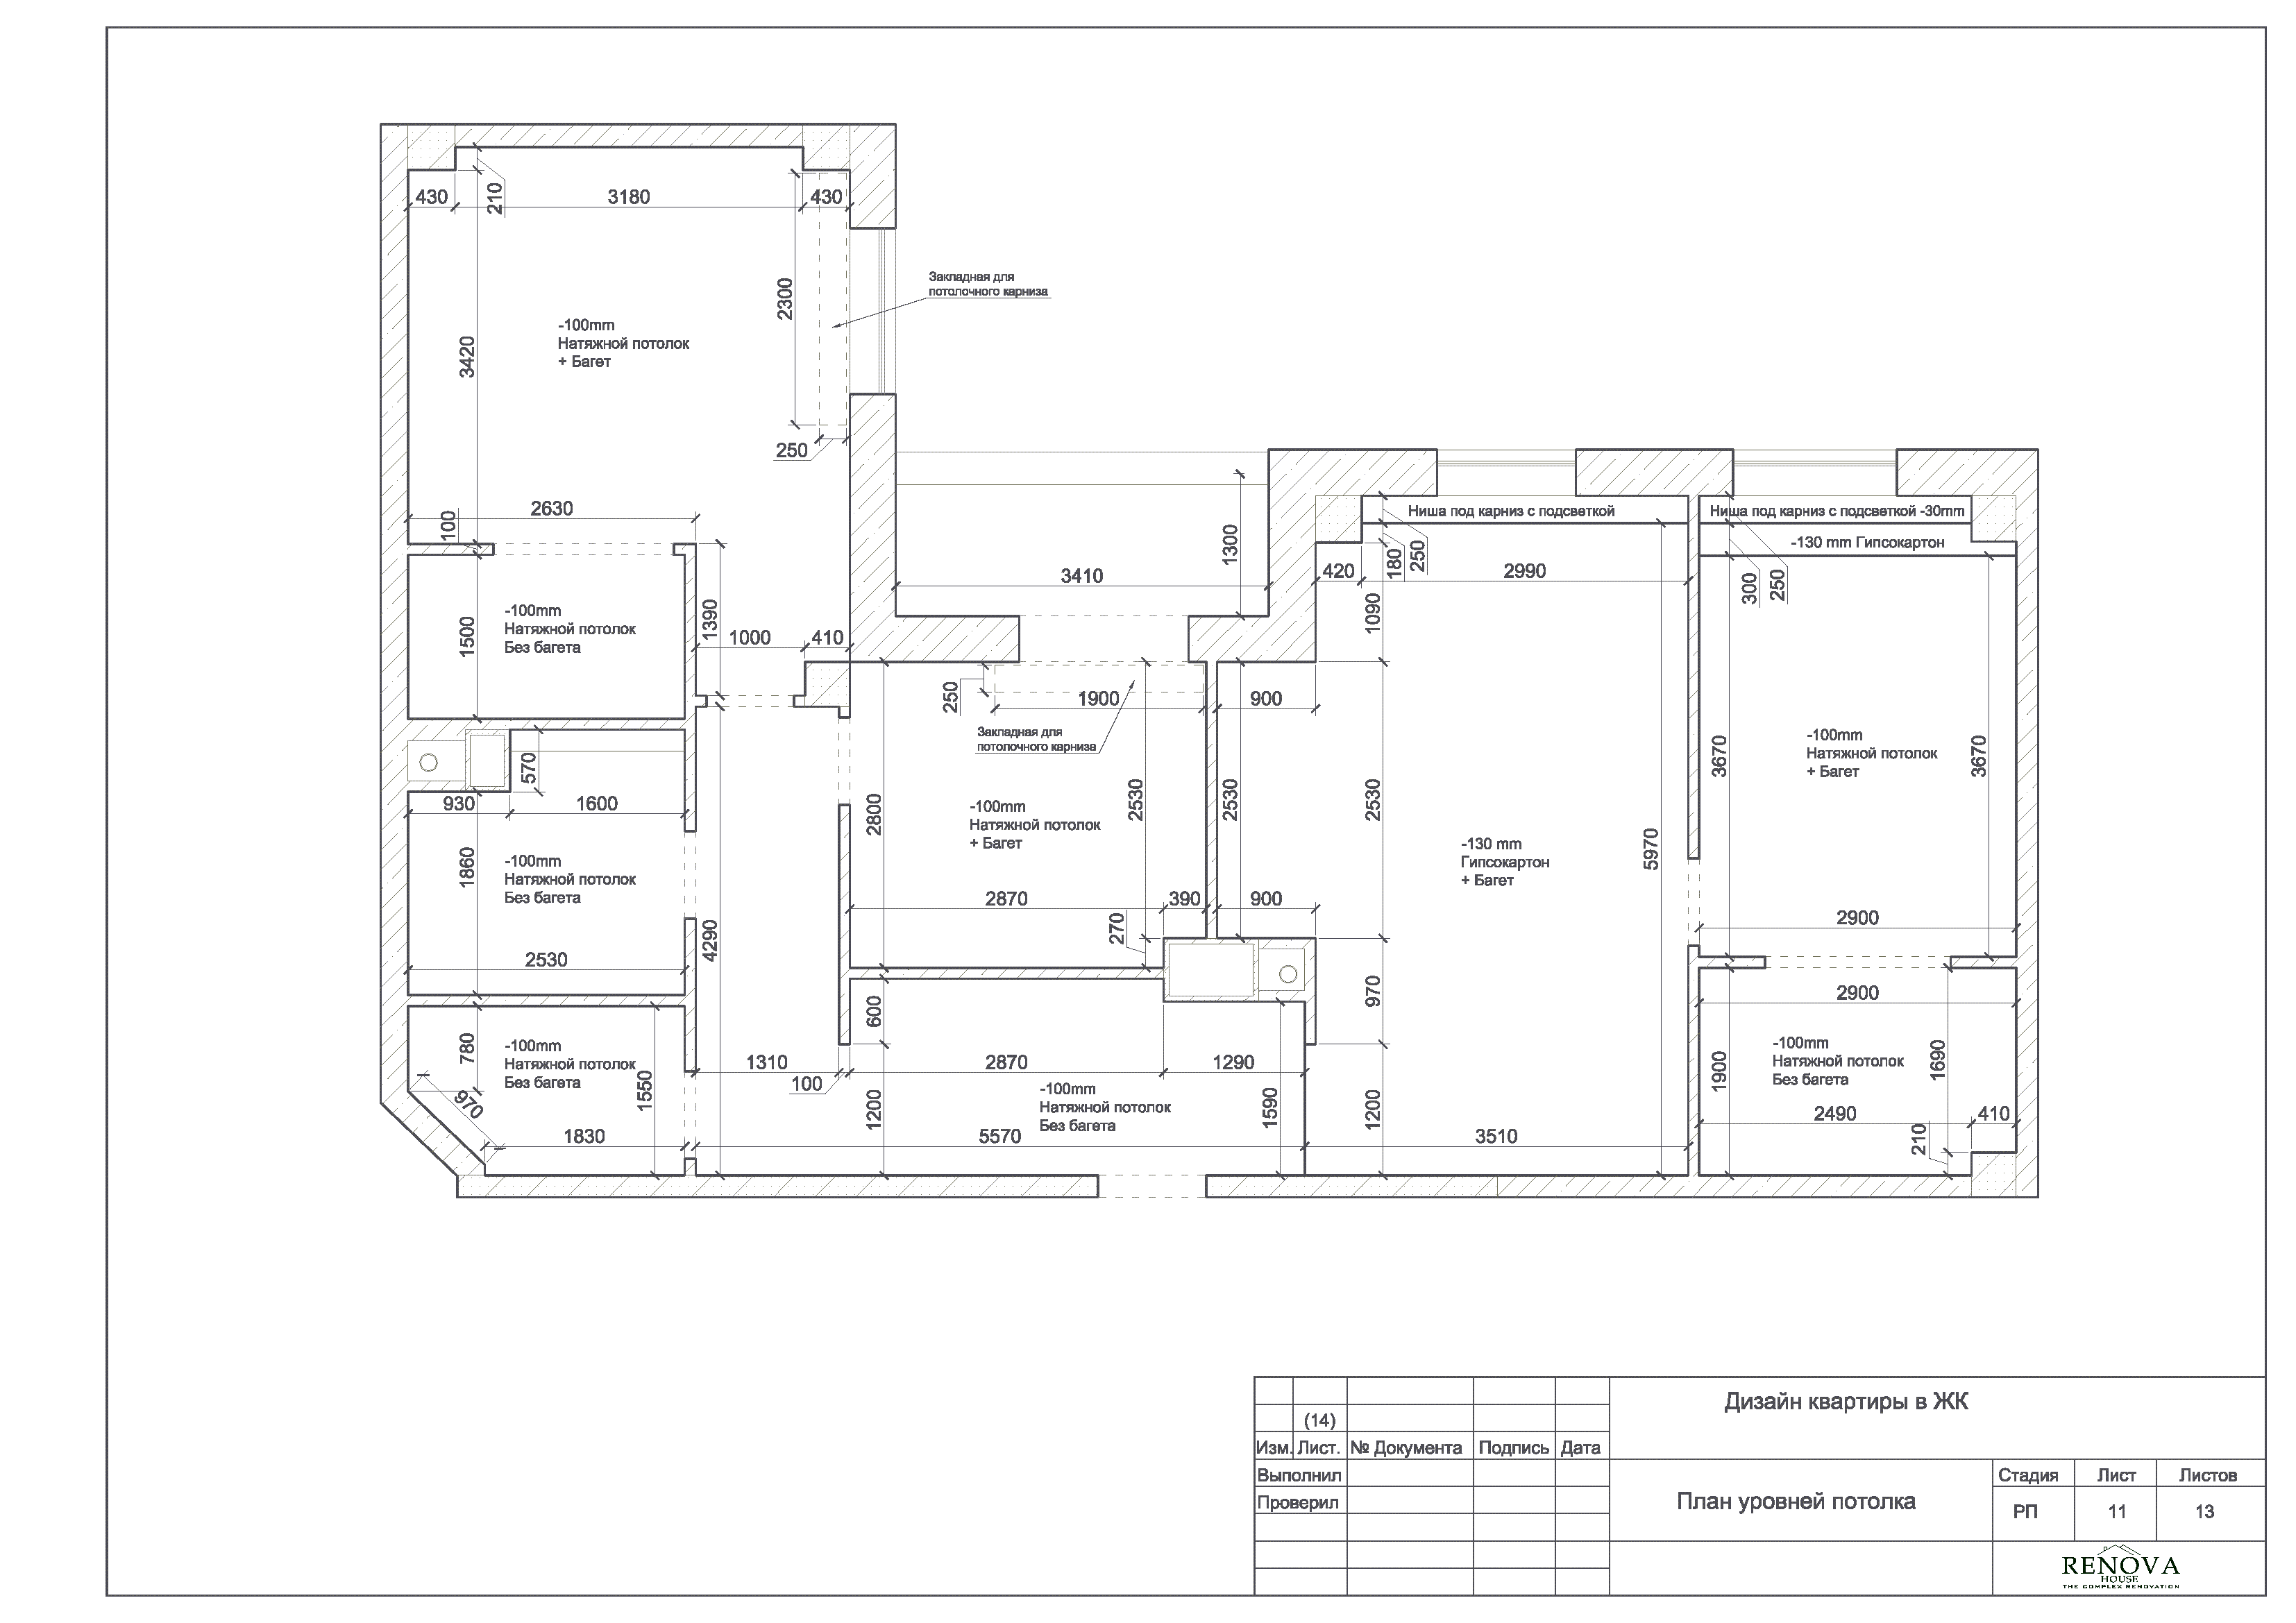 430
210
3180
430
2300
Закладная для
потолочного карниза
-100mm
Натяжной потолок
+ Багет
3420
250
2630
100
1300
3410
Ниша под карниз с подсветкой
Ниша под карниз с подсветкой -30mm
-130 mm Гипсокартон
420
180
250
2990
300
250
1090
-100mm
Натяжной потолок
Без багета
1500
1390
1000
410
250
1900
900
Закладная для
потолочного карниза
570
930
1600
-100mm
Натяжной потолок
+ Багет
3670
3670
2800
2530
2530
2530
-100mm
Натяжной потолок
+ Багет
-130 mm
Гипсокартон
+ Багет
5970
1860
-100mm
Натяжной потолок
Без багета
2870
390
900
2900
270
4290
2530
600
970
2900
780
-100mm
Натяжной потолок
Без багета
1550
970
1310
100
2870
1290
-100mm
Натяжной потолок
Без багета
1200
1590
1200
1900
-100mm
Натяжной потолок
Без багета
1690
2490
410
210
1830
5570
3510
(14)
Изм. Лист. № Документа Подпись Дата
Выполнил
Проверил
Дизайн квартиры в ЖК
План уровней потолка
Стадия Лист Листов
РП 11 13
RENOVA
HOUSE
THE COMPLEX RENOVATION